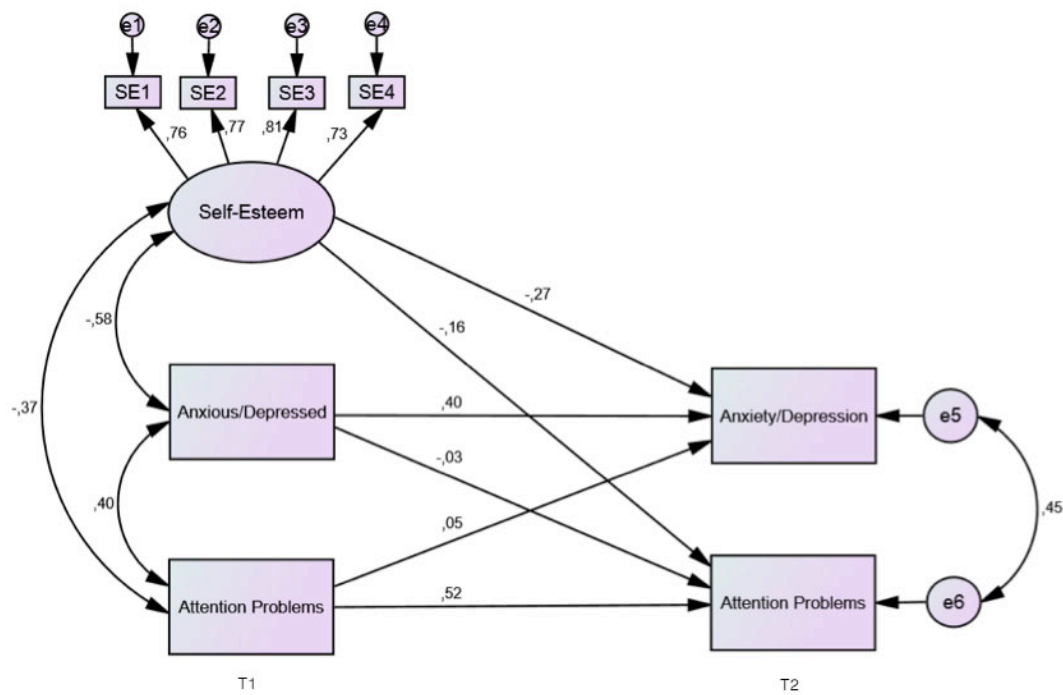 e1
e2
e3
e4
SE1
SE2
SE3
SE4
,76
,77
,81
,73
Self-Esteem
-,27
-,16
-,58
-,37
Anxious/Depressed
,40
Anxiety/Depression
e5
-,03
,40
,05
,45
Attention Problems
,52
Attention Problems
e6
T1
T2